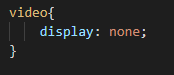 video{
    display: none;
}